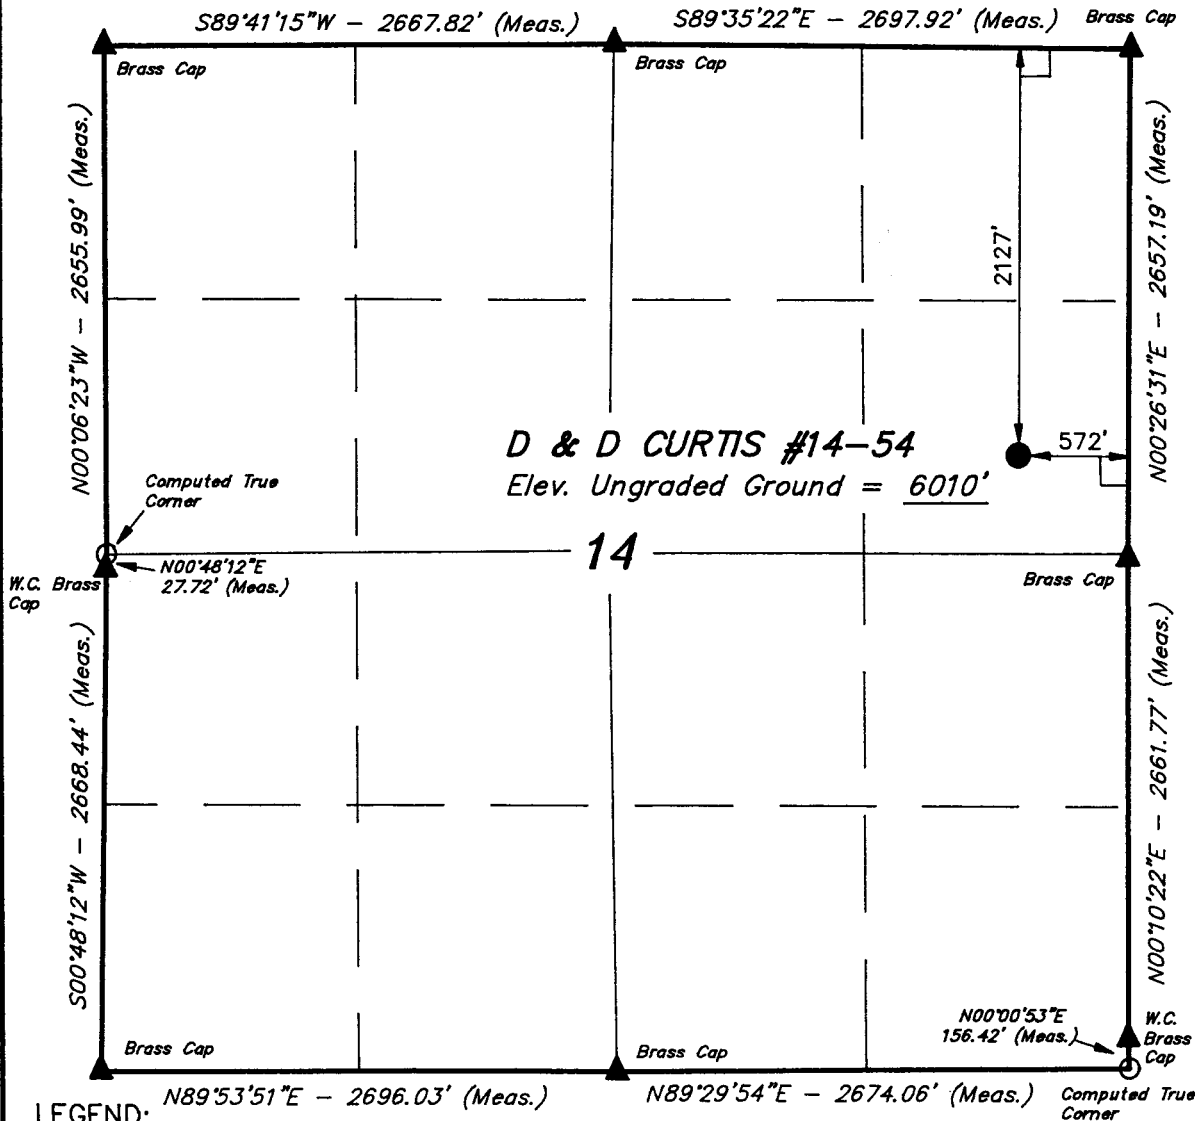 S89°41'15"W - 2667.82' (Meas.)
S89°35'22"E - 2697.92' (Meas.)
Brass Cap
Brass Cap
Brass Cap
N00°06'23"W - 2655.99' (Meas.)
N00°26'31"E - 2657.19' (Meas.)
2127'
572'
D & D CURTIS #14-54
Elev. Ungraded Ground = 6010'
Computed True
Corner
14
N00°48'12"E
27.72' (Meas.)
W.C. Brass
Cap
Brass Cap
S00°48'12"W - 2668.44' (Meas.)
N00°10'22"E - 2661.77' (Meas.)
N00°00'53"E
156.42' (Meas.)
W.C.
Brass
Cap
Brass Cap
Brass Cap
N89°53'51"E - 2696.03' (Meas.)
N89°29'54"E - 2674.06' (Meas.)
Computed True
Corner
LEGEND: